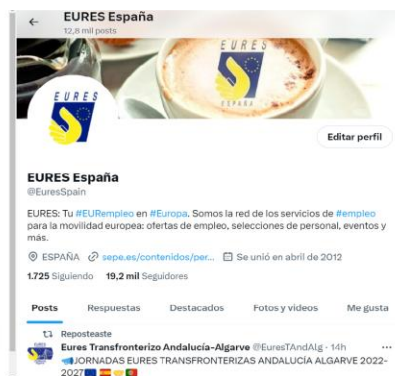 EURES España
12,8 mil posts
EURES
ESPAÑA
EURES
Editar perfil
EURES España
@EuresSpain
EURES: Tu #EURempleo en #Europa. Somos la red de los servicios de #empleo
para la movilidad europea: ofertas de empleo, selecciones de personal, eventos y
más.
ESPAÑA sepe.es/contenidos/per... Se unió en abril de 2012
1.725 Siguiendo 19,2 mil Seguidores
Posts Respuestas Destacados Fotos y vídeos Me gusta
Reposteaste
Eures Transfronterizo Andalucía-Algarve @EuresTAndAlg · 14h ...
JORNADAS EURES TRANSFRONTERIZAS ANDALUCÍA ALGARVE 2022-
2027